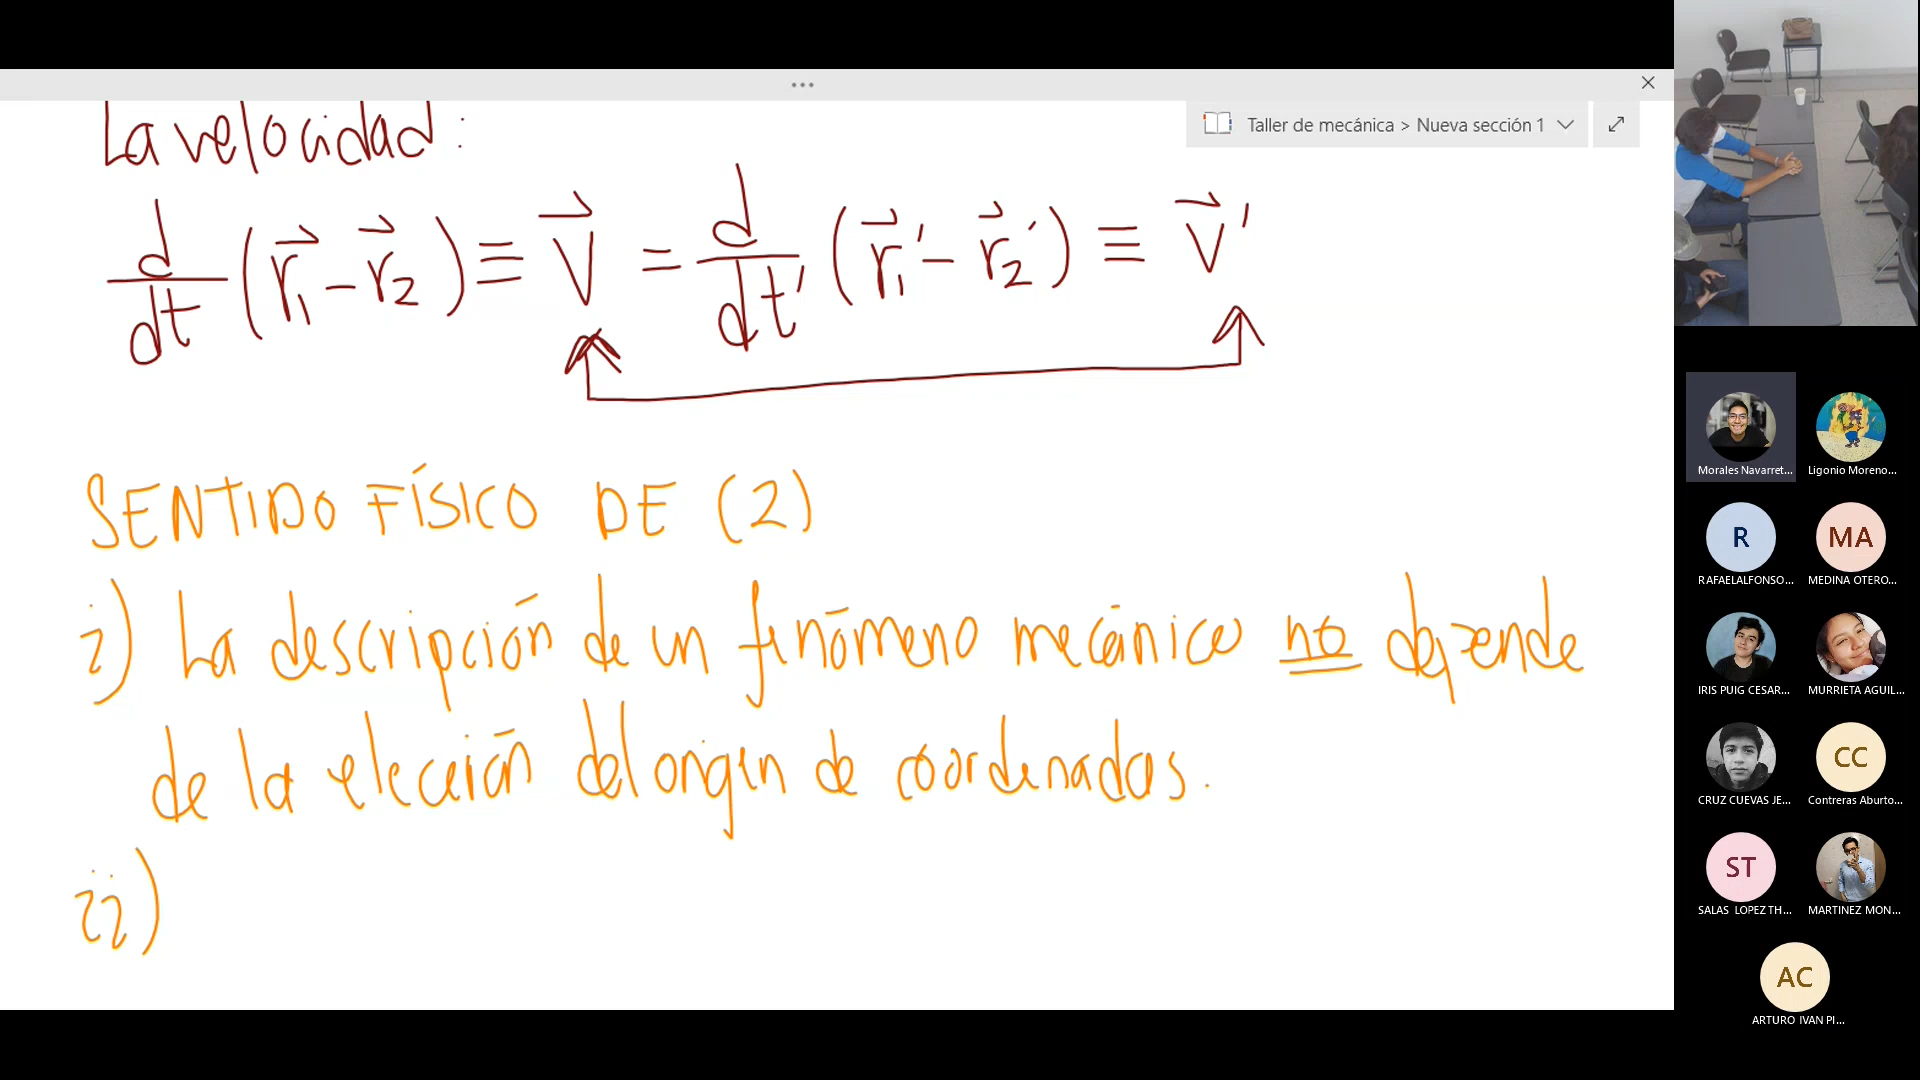 La velocidad:
Taller de mecánica > Nueva sección 1
d/dt (r⃗₁ - r⃗₂) ≡ V⃗ = d/dt' (r⃗₁' - r⃗₂') ≡ V⃗'
SENTIDO FÍSICO DE (2)
i) La descripción de un fenómeno mecánico no depende
de la elección del origen de coordenadas.
ii)
Morales Navarret...
Ligonio Moreno...
R
RAFAELALFONSO...
MA
MEDINA OTERO...
IRIS PUIG CESAR...
MURRIETA AGUIL...
CRUZ CUEVAS JE...
CC
Contreras Aburto...
ST
SALAS LOPEZ TH...
MARTINEZ MON...
AC
ARTURO IVAN PI...